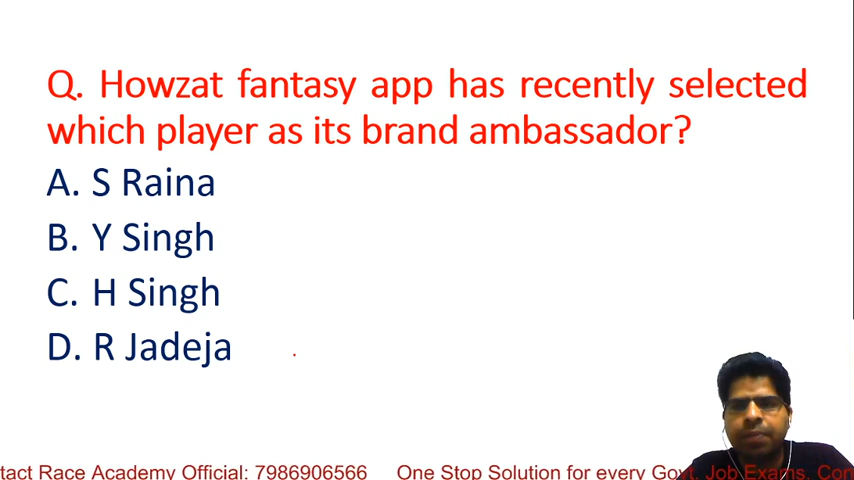 Q. Howzat fantasy app has recently selected
which player as its brand ambassador?
A. S Raina
B. Y Singh
C. H Singh
D. R Jadeja
tact Race Academy Official: 7986906566 One Stop Solution for every Govt. Job Exams. Con